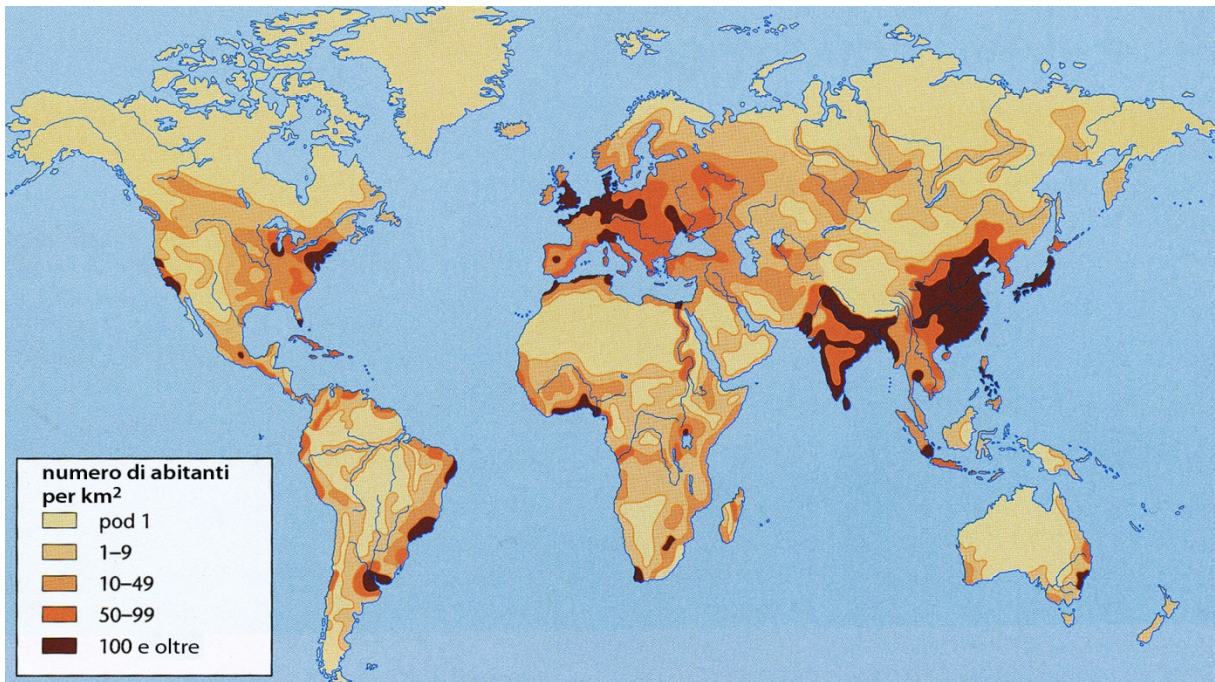 numero di abitanti
per km²
pod 1
1–9
10–49
50–99
100 e oltre